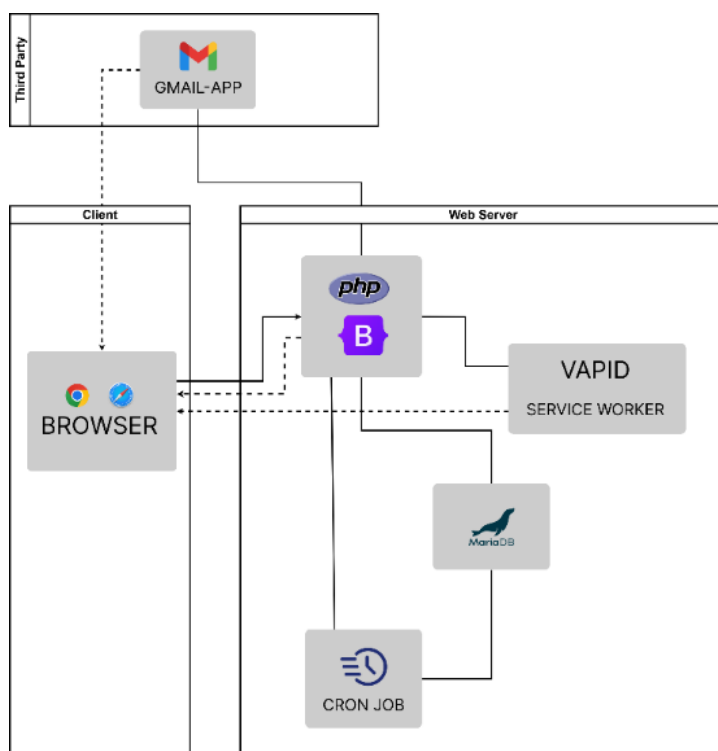 Third Party
GMAIL-APP
Client
Web Server
php
B
VAPID
SERVICE WORKER
BROWSER
MariaDB
CRON JOB